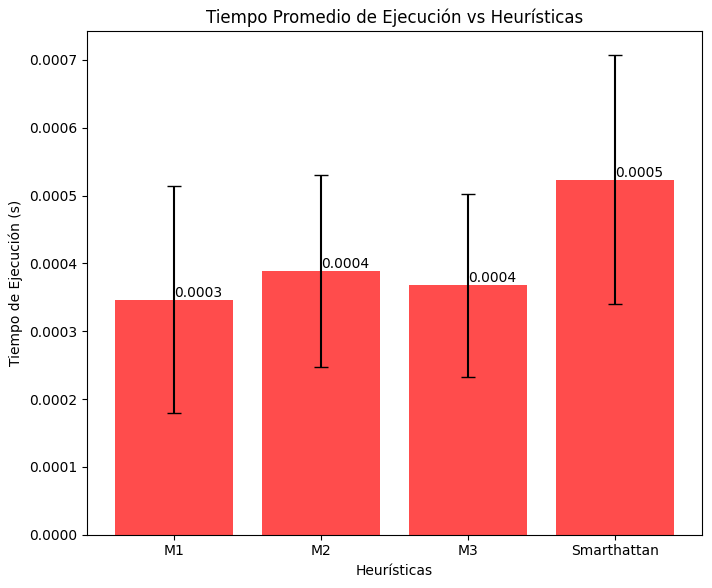 Tiempo Promedio de Ejecución vs Heurísticas
Tiempo de Ejecución (s)
0.0007
0.0006
0.0005
0.0004
0.0003
0.0002
0.0001
0.0000
0.0003
0.0004
0.0004
0.0005
M1
M2
M3
Smarthattan
Heurísticas